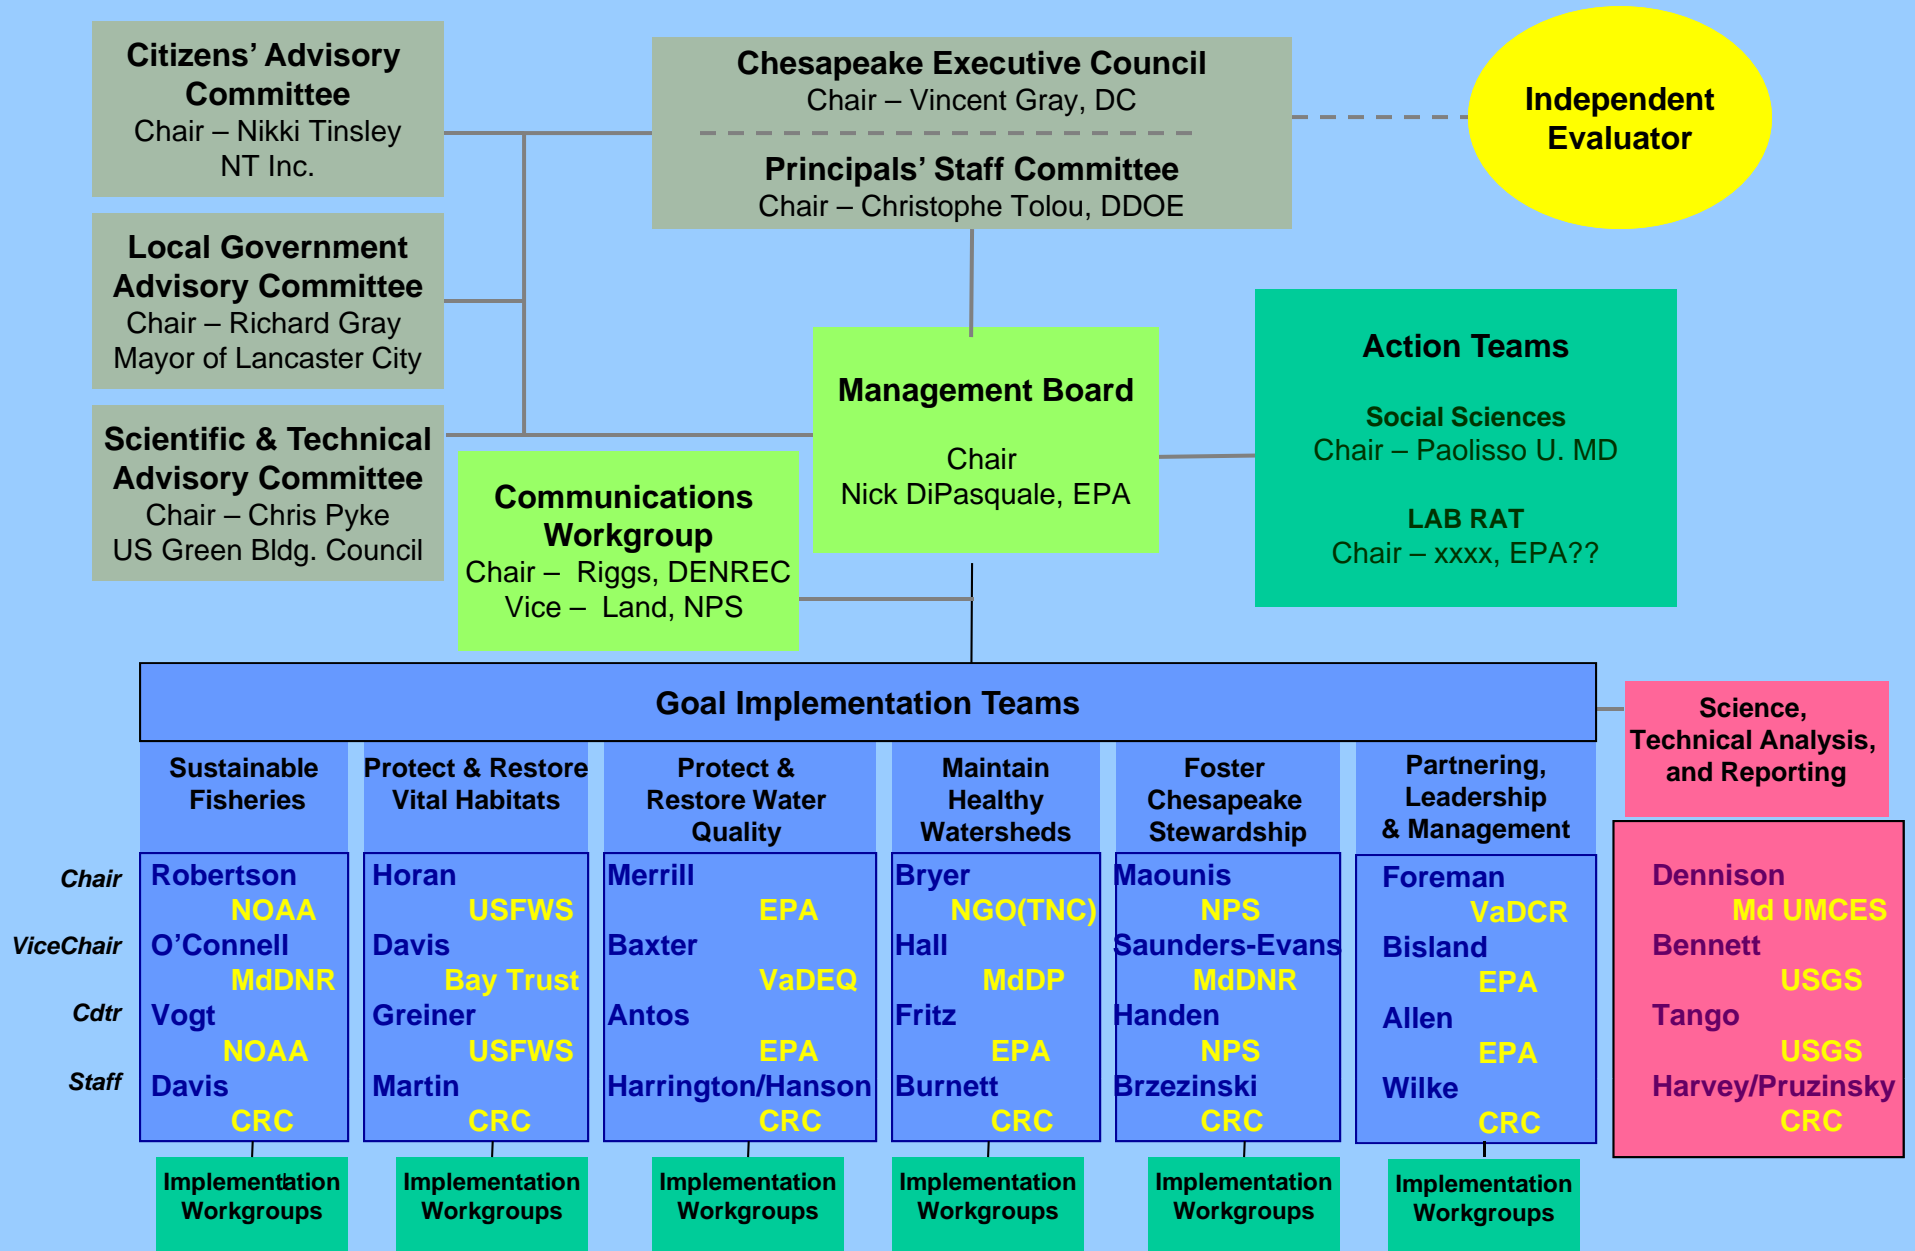 Citizens’ Advisory
Committee
Chair – Nikki Tinsley
NT Inc.
Chesapeake Executive Council
Chair – Vincent Gray, DC
Principals’ Staff Committee
Chair – Christophe Tolou, DDOE
Independent
Evaluator
Local Government
Advisory Committee
Chair – Richard Gray
Mayor of Lancaster City
Scientific & Technical
Advisory Committee
Chair – Chris Pyke
US Green Bldg. Council
Management Board
Chair
Nick DiPasquale, EPA
Action Teams
Social Sciences
Chair – Paolisso U. MD
LAB RAT
Chair – xxxx, EPA??
Communications
Workgroup
Chair – Riggs, DENREC
Vice – Land, NPS
Goal Implementation Teams
Science,
Technical Analysis,
and Reporting
Sustainable
Fisheries
Protect & Restore
Vital Habitats
Protect &
Restore Water
Quality
Maintain
Healthy
Watersheds
Foster
Chesapeake
Stewardship
Partnering,
Leadership
& Management
Chair
ViceChair
Cdtr
Staff
Robertson
NOAA
O’Connell
MdDNR
Vogt
NOAA
Davis
CRC
Horan
USFWS
Davis
Bay Trust
Greiner
USFWS
Martin
CRC
Merrill
EPA
Baxter
VaDEQ
Antos
EPA
Harrington/Hanson
CRC
Bryer
NGO(TNC)
Hall
MdDP
Fritz
EPA
Burnett
CRC
Maounis
NPS
Saunders-Evans
MdDNR
Handen
NPS
Brzezinski
CRC
Foreman
VaDCR
Bisland
EPA
Allen
EPA
Wilke
CRC
Dennison
Md UMCES
Bennett
USGS
Tango
USGS
Harvey/Pruzinsky
CRC
Implementation
Workgroups
Implementation
Workgroups
Implementation
Workgroups
Implementation
Workgroups
Implementation
Workgroups
Implementation
Workgroups